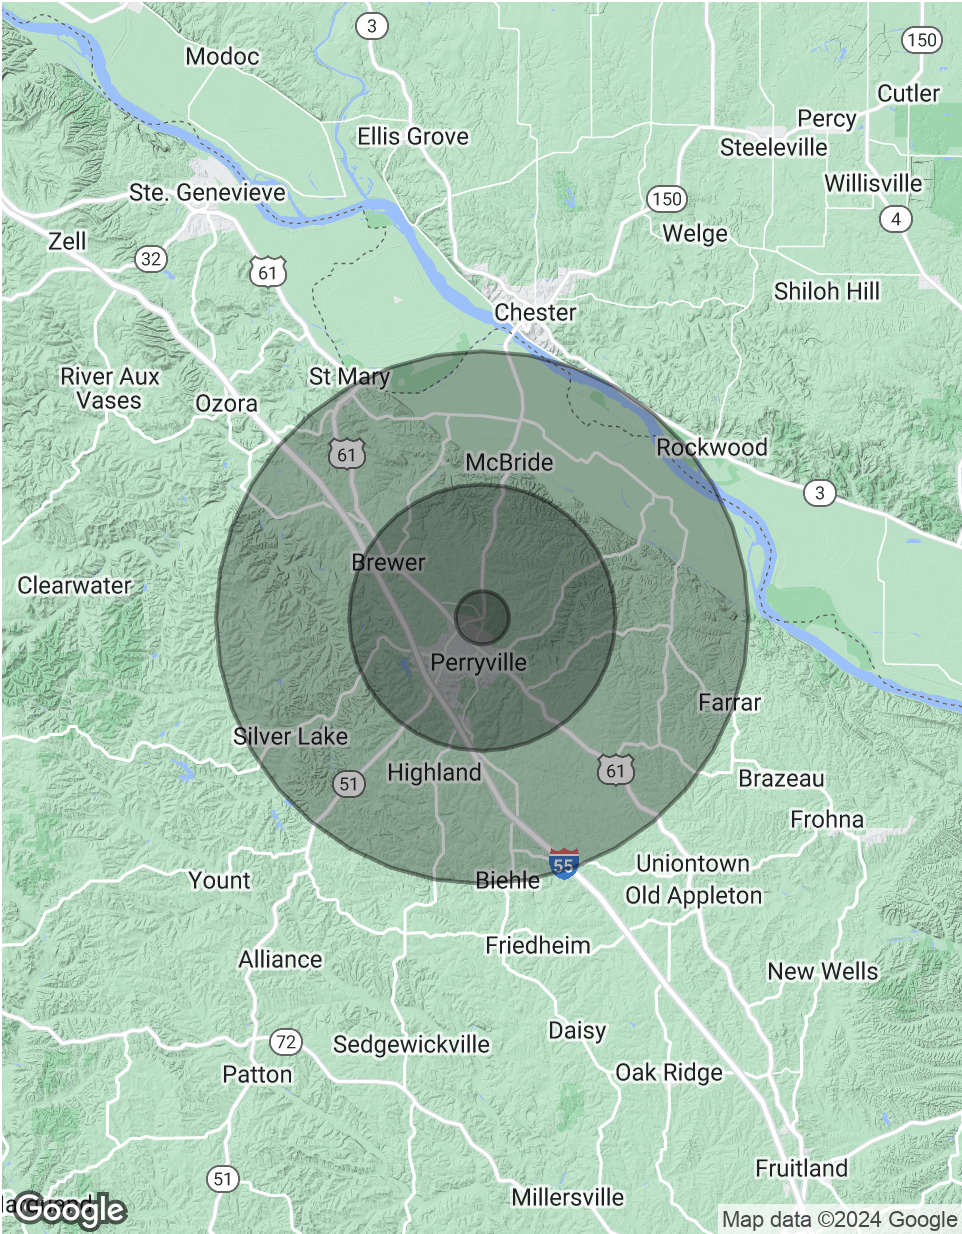 3
150
Modoc
Cutler
Percy
Ellis Grove
Steeleville
Willisville
Ste. Genevieve
150
4
Welge
Zell
32
61
Shiloh Hill
Chester
River Aux
Vases
St Mary
Ozora
61
McBride
Rockwood
3
Brewer
Clearwater
Perryville
Farrar
Silver Lake
Highland
61
51
Brazeau
Frohna
55
Uniontown
Yount
Biehle
Old Appleton
Friedheim
Alliance
New Wells
72
Sedgewickville
Daisy
Patton
Oak Ridge
Fruitland
51
Millersville
Google
Map data ©2024 Google